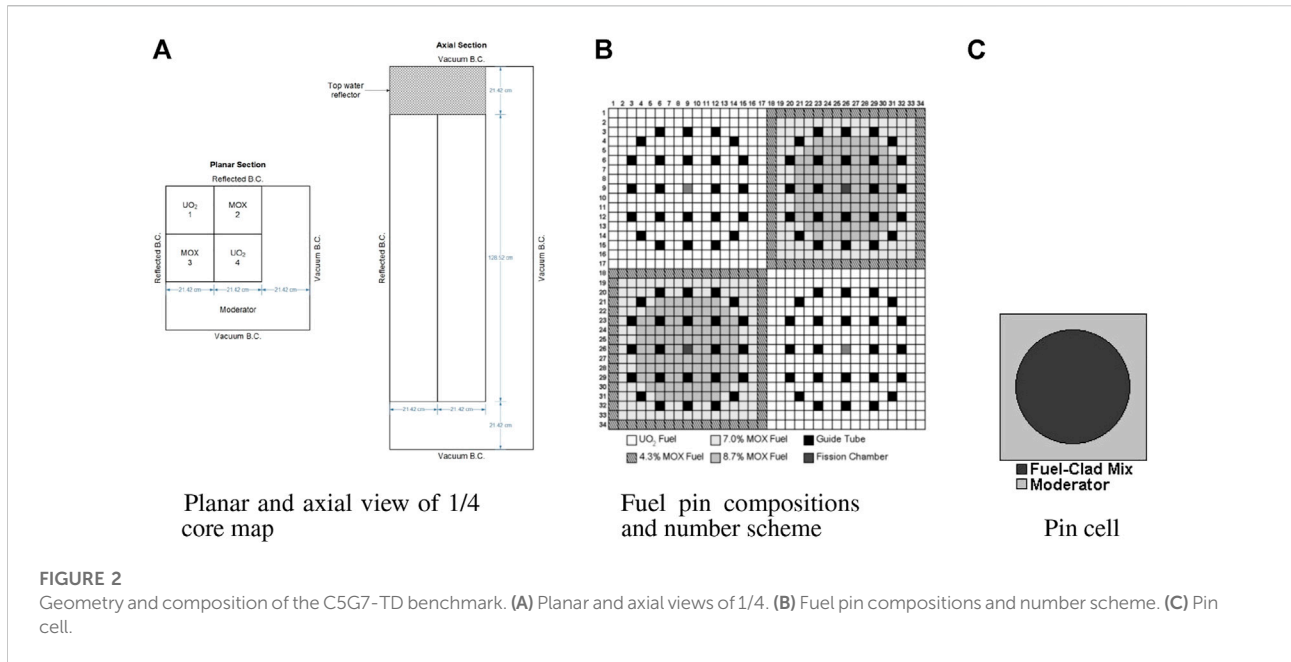 A
Axial Section
Vacuum B.C.
Top water
reflector
21.42 cm
Planar Section
Reflected B.C.
UO₂
1
MOX
2
MOX
3
UO₂
4
Reflected B.C.
Vacuum B.C.
21.42 cm
21.42 cm
21.42 cm
Moderator
Vacuum B.C.
Reflected B.C.
128.52 cm
Vacuum B.C.
21.42 cm
21.42 cm
21.42 cm
Vacuum B.C.
Planar and axial view of 1/4
core map
B
1 2 3 4 5 6 7 8 9 10 11 12 13 14 15 16 17 18 19 20 21 22 23 24 25 26 27 28 29 30 31 32 33 34
1
2
3
4
5
6
7
8
9
10
11
12
13
14
15
16
17
18
19
20
21
22
23
24
25
26
27
28
29
30
31
32
33
34
UO₂ Fuel 7.0% MOX Fuel Guide Tube
4.3% MOX Fuel 8.7% MOX Fuel Fission Chamber
Fuel pin compositions
and number scheme
C
Fuel-Clad Mix
Moderator
Pin cell
FIGURE 2
Geometry and composition of the C5G7-TD benchmark. (A) Planar and axial views of 1/4. (B) Fuel pin compositions and number scheme. (C) Pin
cell.